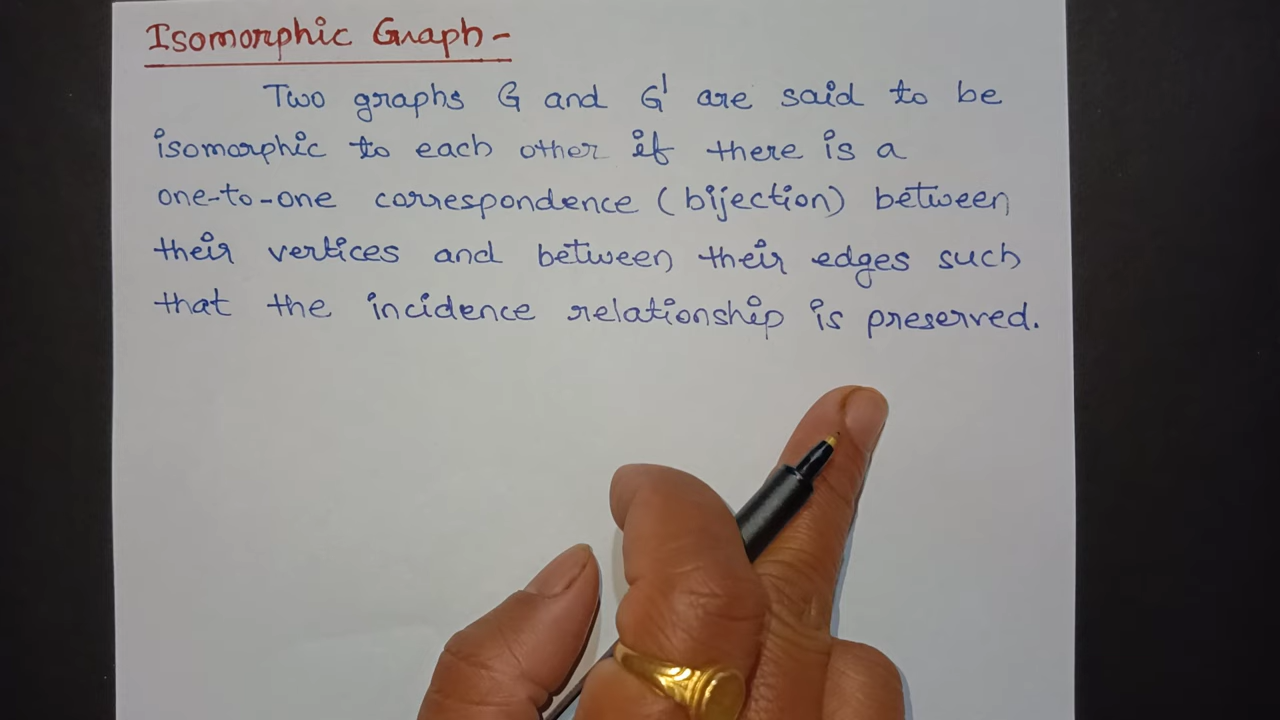 Isomorphic Graph-
Two graphs G and G' are said to be
isomorphic to each other if there is a
one-to-one correspondence (bijection) between
their vertices and between their edges such
that the incidence relationship is preserved.